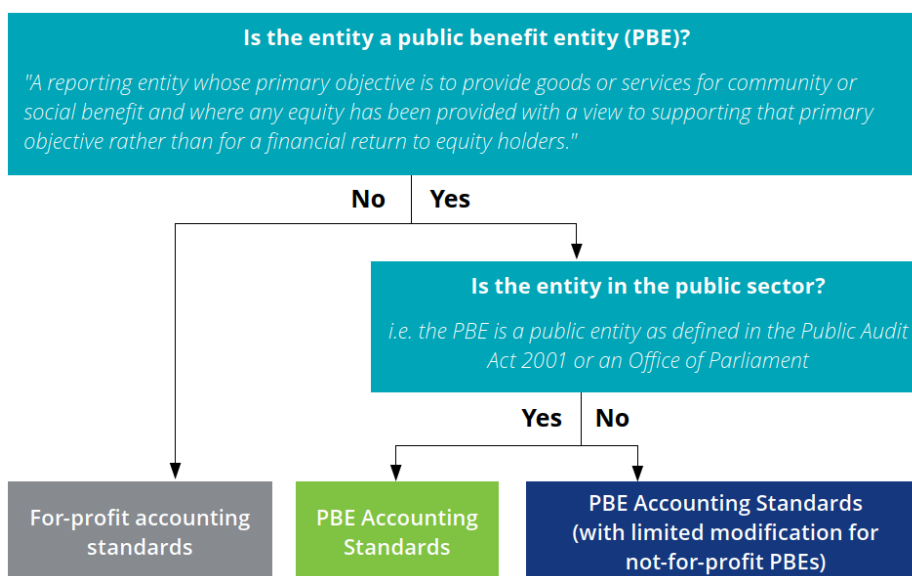 Is the entity a public benefit entity (PBE)?
"A reporting entity whose primary objective is to provide goods or services for community or
social benefit and where any equity has been provided with a view to supporting that primary
objective rather than for a financial return to equity holders."
No
Yes
Is the entity in the public sector?
i.e. the PBE is a public entity as defined in the Public Audit
Act 2001 or an Office of Parliament
Yes
No
For-profit accounting
standards
PBE Accounting
Standards
PBE Accounting Standards
(with limited modification for
not-for-profit PBEs)